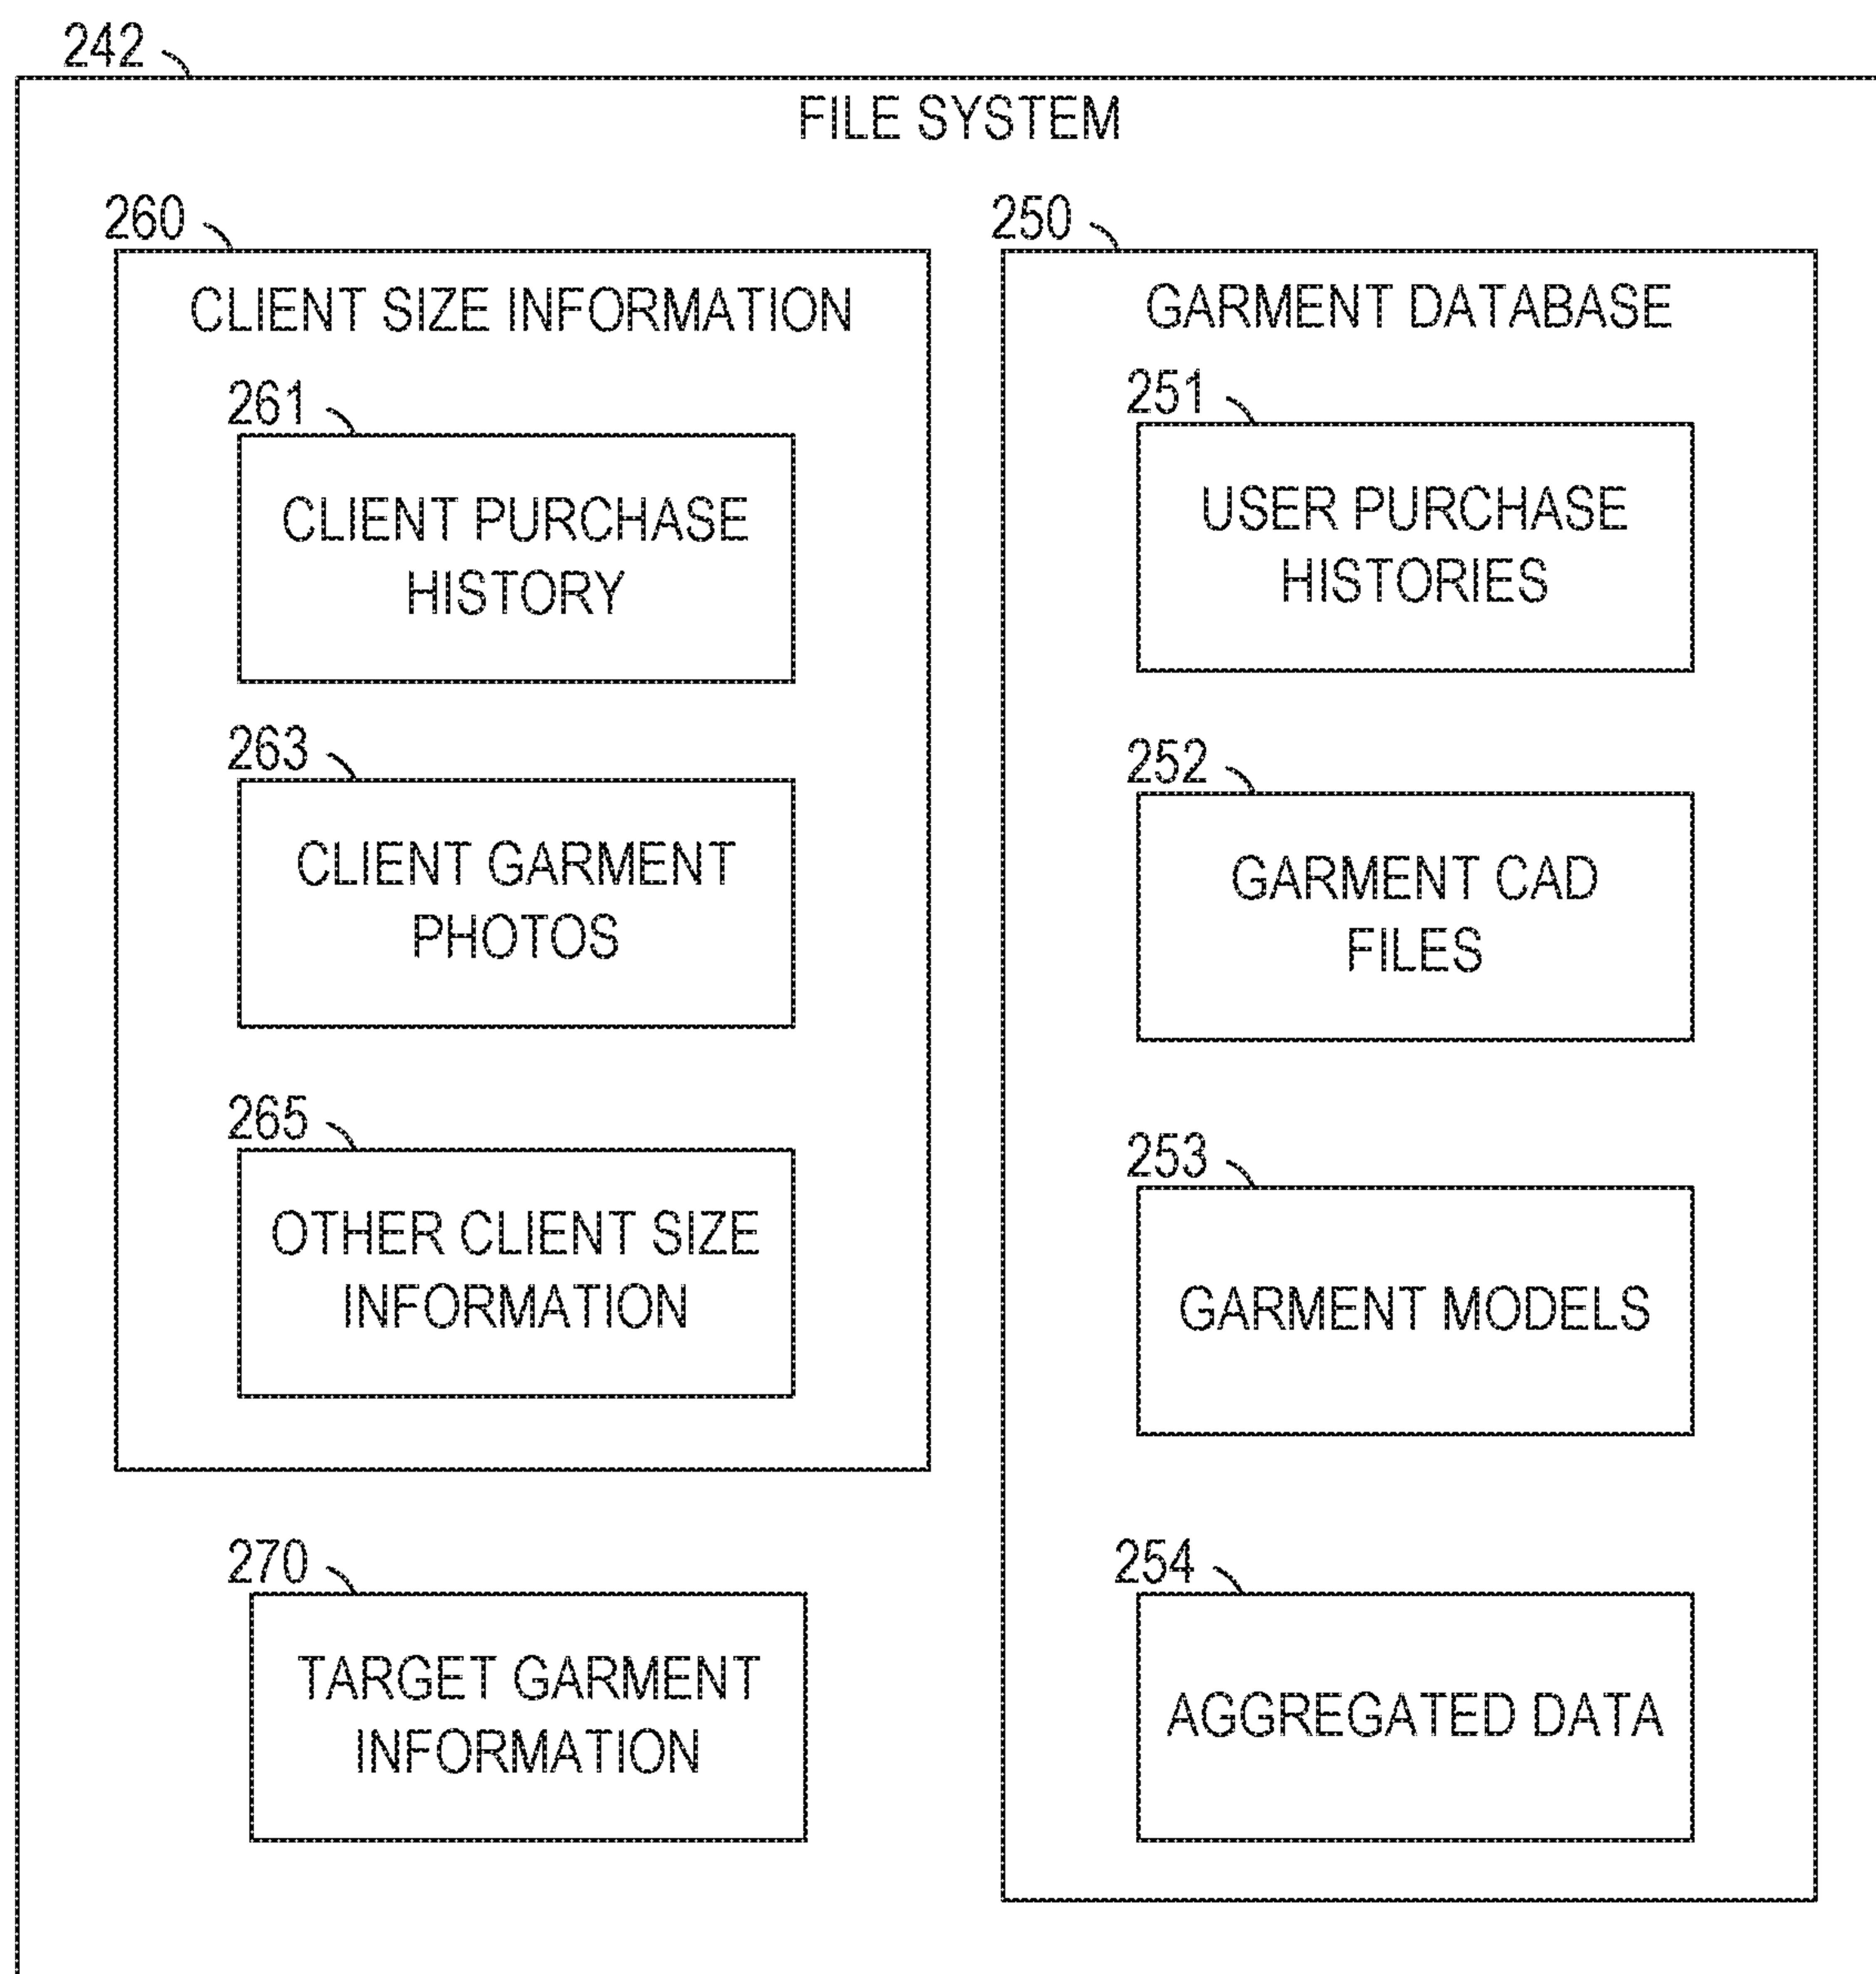 242
FILE SYSTEM
260
CLIENT SIZE INFORMATION
261
CLIENT PURCHASE
HISTORY
263
CLIENT GARMENT
PHOTOS
265
OTHER CLIENT SIZE
INFORMATION
270
TARGET GARMENT
INFORMATION
250
GARMENT DATABASE
251
USER PURCHASE
HISTORIES
252
GARMENT CAD
FILES
253
GARMENT MODELS
254
AGGREGATED DATA